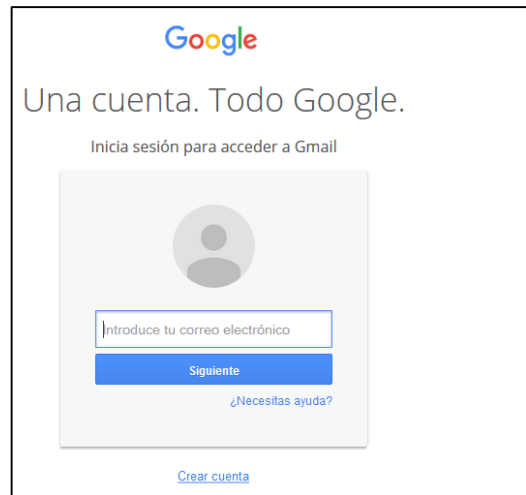 Google
Una cuenta. Todo Google.
Inicia sesión para acceder a Gmail
Introduce tu correo electrónico
Siguiente
¿Necesitas ayuda?
Crear cuenta